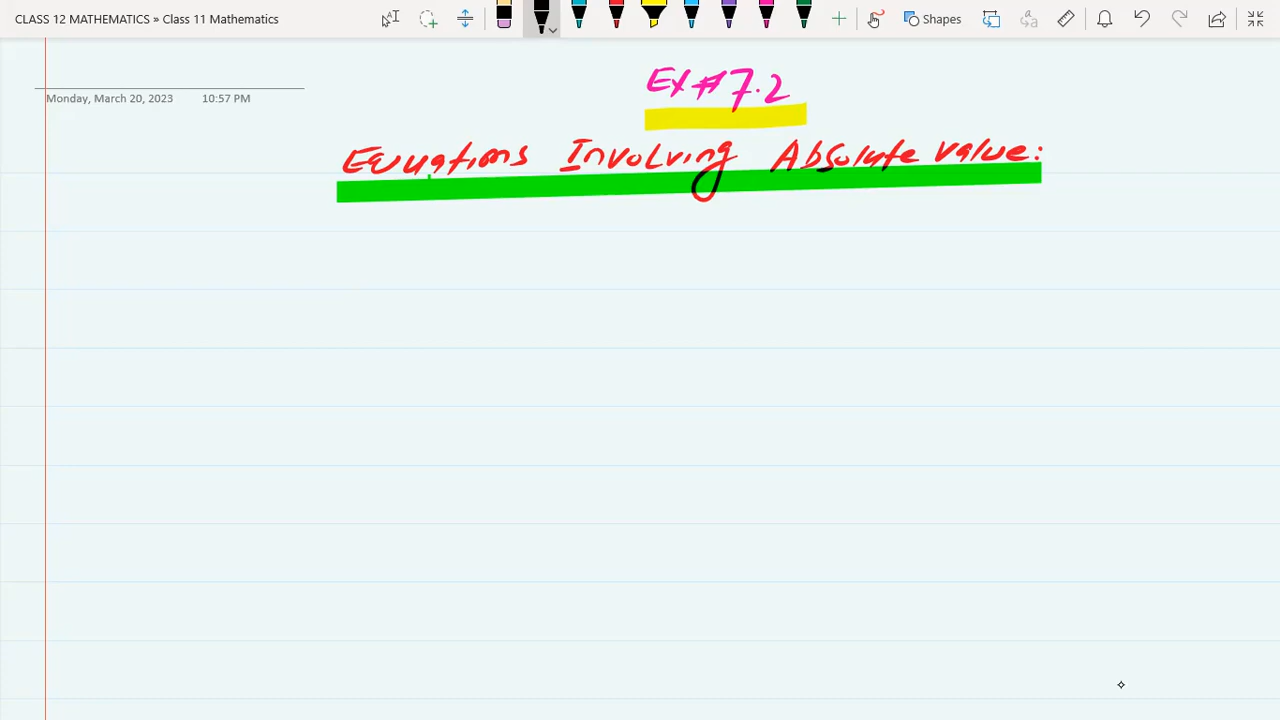 CLASS 12 MATHEMATICS » Class 11 Mathematics
Shapes
Monday, March 20, 2023 10:57 PM
Ex # 7.2
Equations Involving Absolute value: